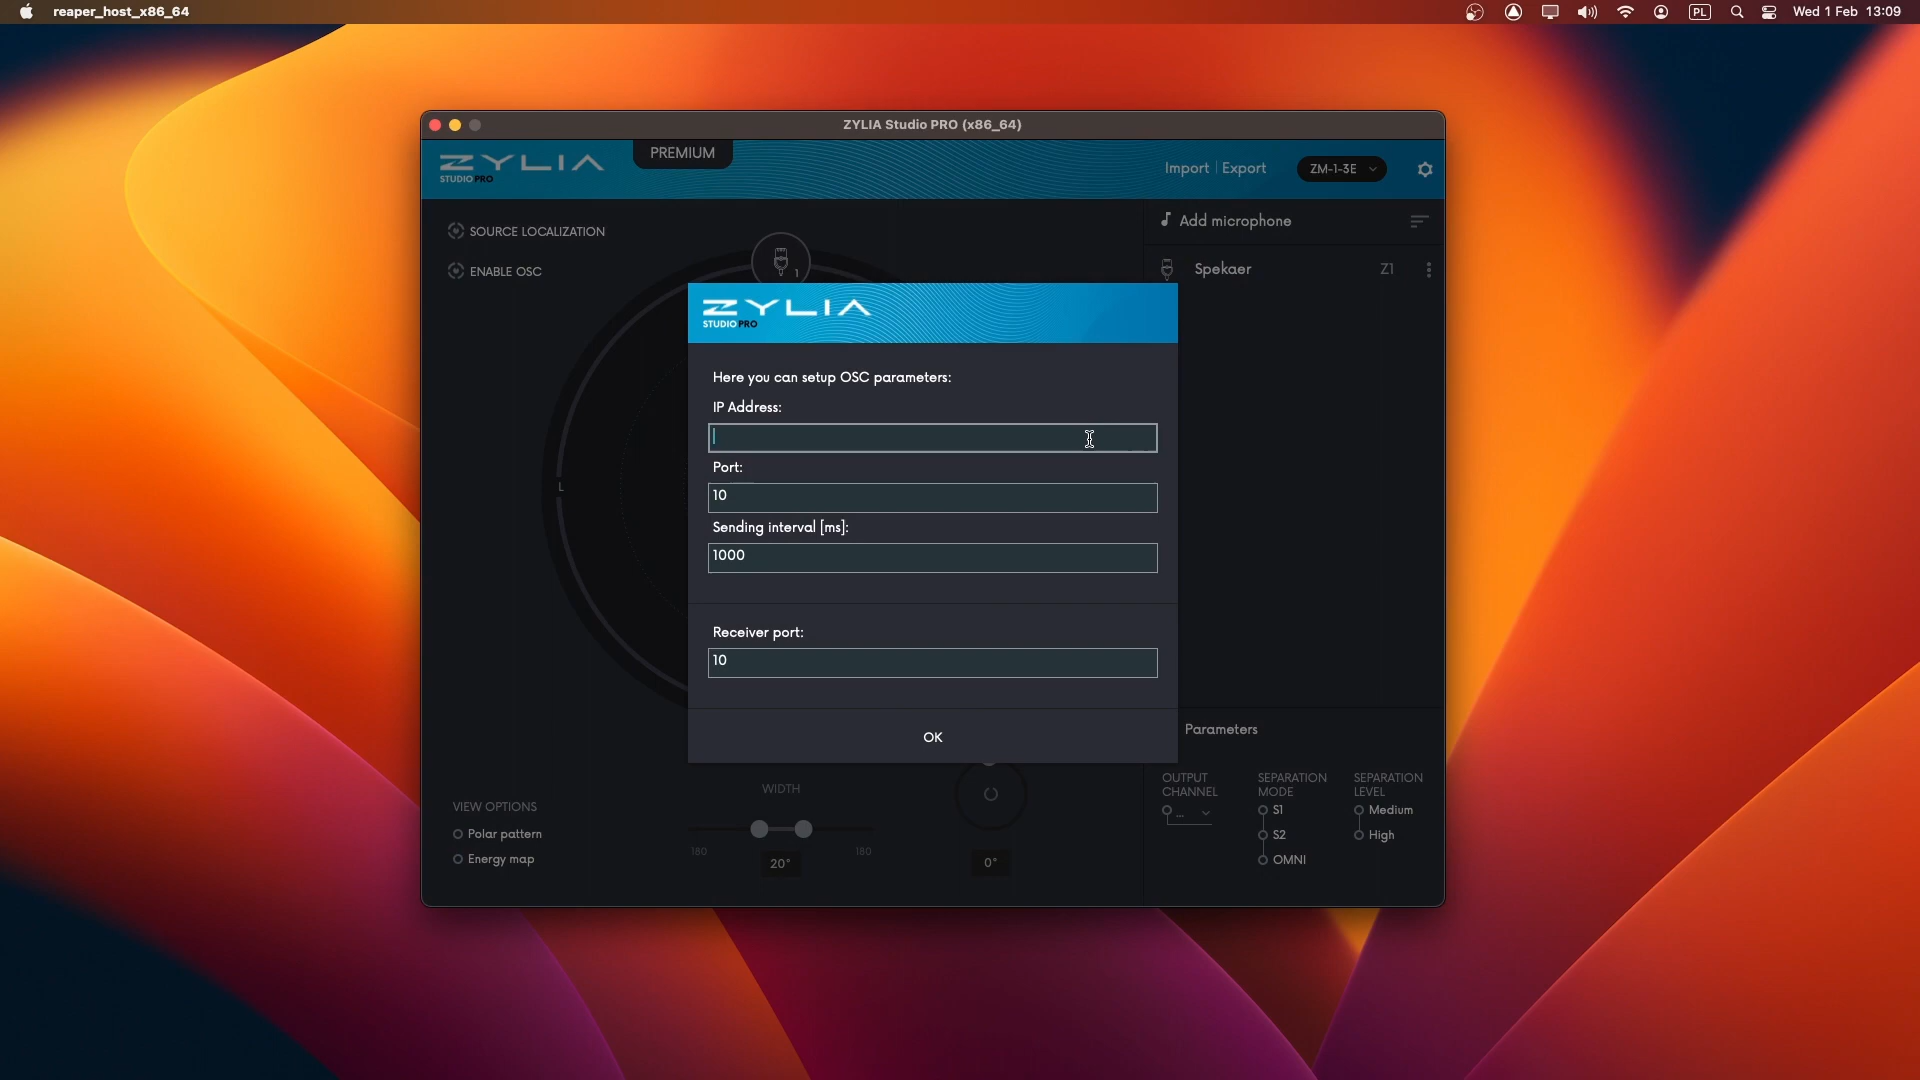 reaper_host_x86_64
PL
Wed 1 Feb 13:09
ZYLIA Studio PRO (x86_64)
ZYLIA
STUDIO PRO
PREMIUM
Import | Export
ZM-1-3E
SOURCE LOCALIZATION
ENABLE OSC
1
L
Add microphone
Spekaer
Z1
ZYLIA
STUDIO PRO
Here you can setup OSC parameters:
IP Address:
Port:
10
Sending interval [ms]:
1000
Receiver port:
10
OK
VIEW OPTIONS
Polar pattern
Energy map
WIDTH
180
180
20°
0°
Parameters
OUTPUT
CHANNEL
...
SEPARATION
MODE
S1
S2
OMNI
SEPARATION
LEVEL
Medium
High